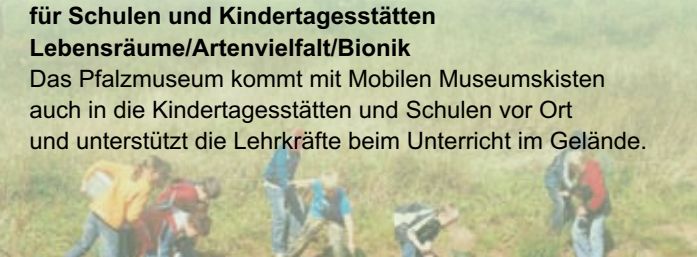 für Schulen und Kindertagesstätten
Lebensräume/Artenvielfalt/Bionik
Das Pfalzmuseum kommt mit Mobilen Museumskisten
auch in die Kindertagesstätten und Schulen vor Ort
und unterstützt die Lehrkräfte beim Unterricht im Gelände.